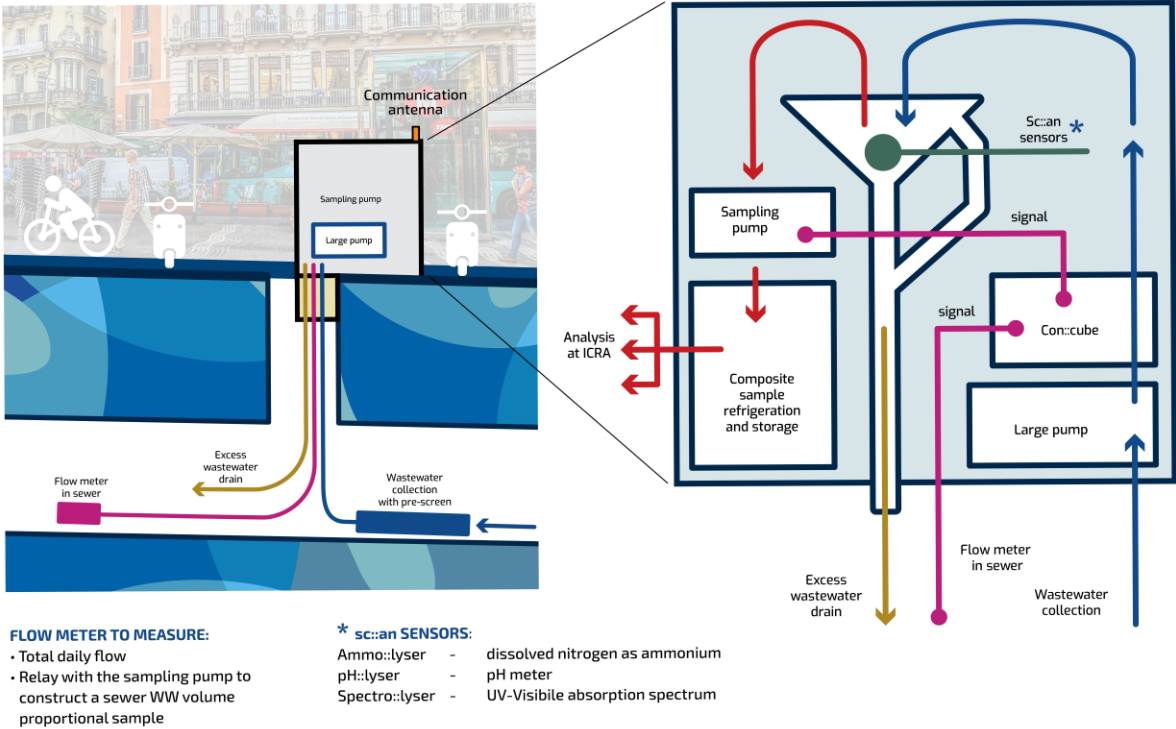 Communication
antenna
Sampling pump
Large pump
Excess
wastewater
drain
Flow meter
in sewer
Wastewater
collection
with pre-screen
Sc::an
sensors *
Sampling
pump
signal
signal
Con::cube
Analysis
at ICRA
Composite
sample
refrigeration
and storage
Large pump
Excess
wastewater
drain
Flow meter
in sewer
Wastewater
collection
FLOW METER TO MEASURE:
• Total daily flow
• Relay with the sampling pump to
construct a sewer WW volume
proportional sample
* sc::an SENSORS:
Ammo::lyser - dissolved nitrogen as ammonium
pH::lyser - pH meter
Spectro::lyser - UV-Visibile absorption spectrum